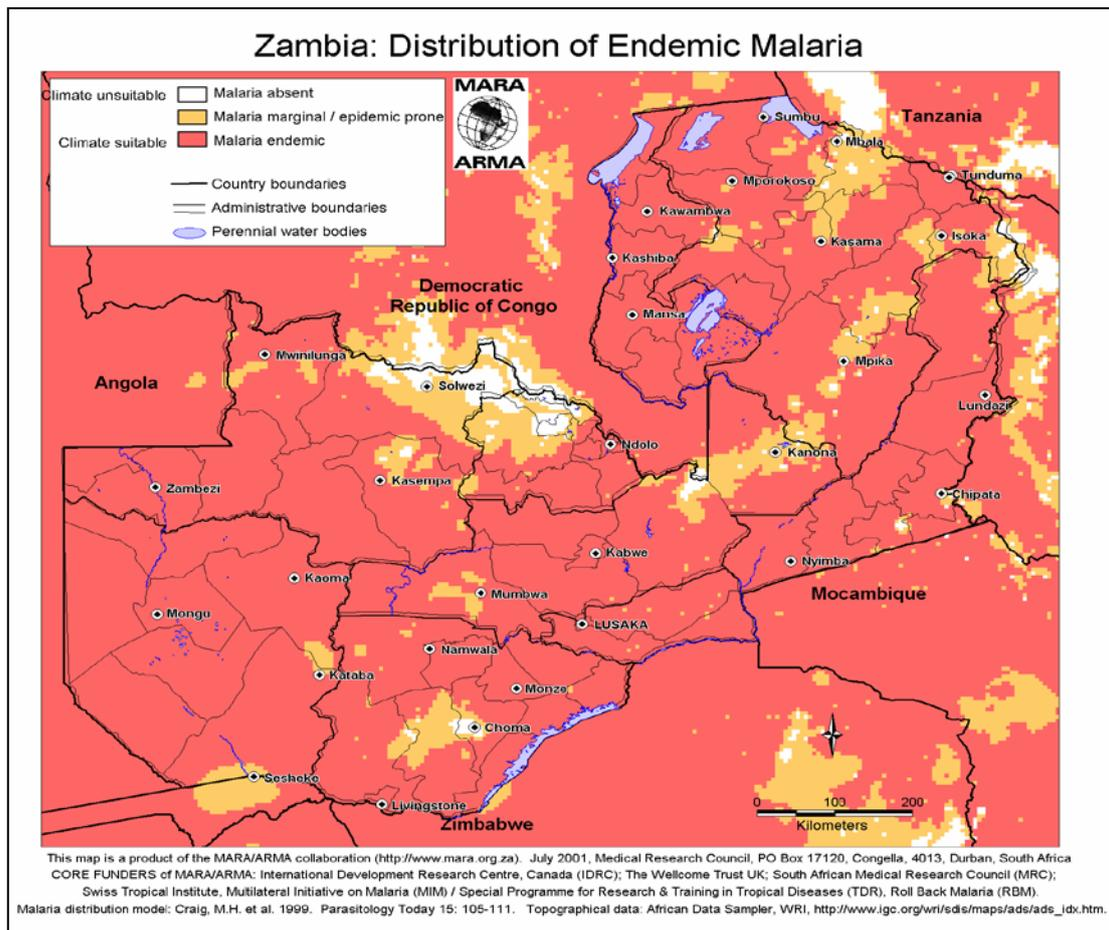 Zambia: Distribution of Endemic Malaria
Climate unsuitable
Malaria absent
Malaria marginal / epidemic prone
Climate suitable
Malaria endemic
Country boundaries
Administrative boundaries
Perennial water bodies
MARA
ARMA
Tanzania
Sumbu
Mbala
Tunduma
Mporokoso
Kawambwa
Kasama
Isoka
Kashiba
Democratic
Republic of Congo
Mansa
Mwinilunga
Mpika
Angola
Solwezi
Lundazi
Ndolo
Kanona
Kasempa
Zambezi
Chipata
Kabwe
Nyimba
Kaoma
Mumbwa
Mocambique
Mongu
LUSAKA
Namwala
Kataba
Monze
Choma
Sesheke
Livingstone
Zimbabwe
0 100 200
Kilometers
This map is a product of the MARA/ARMA collaboration (http://www.mara.org.za). July 2001, Medical Research Council, PO Box 17120, Congella, 4013, Durban, South Africa
CORE FUNDERS of MARA/ARMA: International Development Research Centre, Canada (IDRC); The Wellcome Trust UK; South African Medical Research Council (MRC);
Swiss Tropical Institute, Multilateral Initiative on Malaria (MIM) / Special Programme for Research & Training in Tropical Diseases (TDR), Roll Back Malaria (RBM).
Malaria distribution model: Craig, M.H. et al. 1999. Parasitology Today 15: 105-111. Topographical data: African Data Sampler, WRI, http://www.igc.org/wri/sdis/maps/ads/ads_idx.htm.